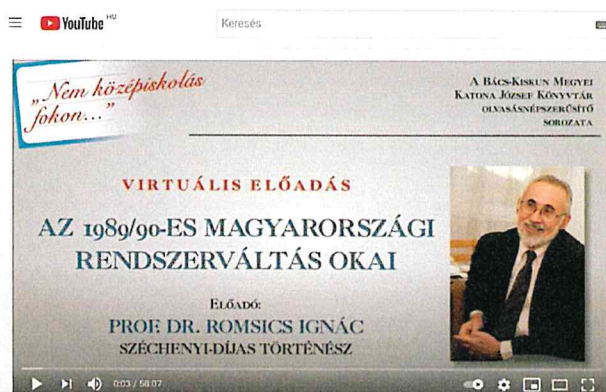 YouTube HU
Keresés
„Nem középiskolás
fokon...”
A Bács-Kiskun Megyei
Katona József Könyvtár
olvasásnépszerűsítő
sorozata
VIRTUÁLIS ELŐADÁS
AZ 1989/90-ES MAGYARORSZÁGI
RENDSZERVÁLTÁS OKAI
Előadó:
PROF. DR. ROMSICS IGNÁC
SZÉCHENYI-DÍJAS TÖRTÉNÉSZ
0:03 / 58:07